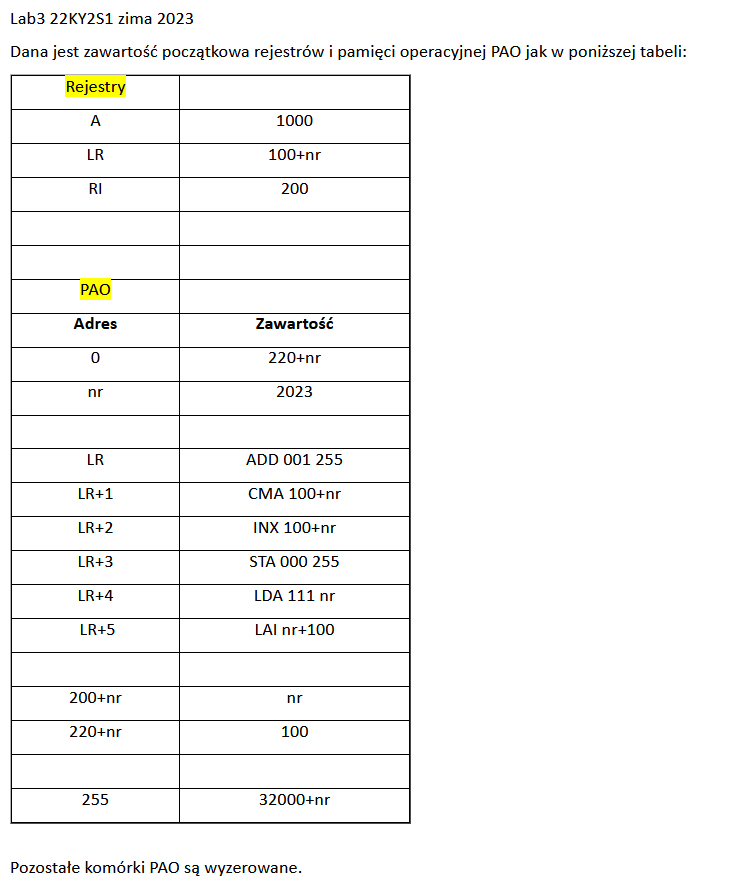 Lab3 22KY2S1 zima 2023
Dana jest zawartość początkowa rejestrów i pamięci operacyjnej PAO jak w poniższej tabeli:
Rejestry
A 1000
LR 100+nr
RI 200
PAO
Adres Zawartość
0 220+nr
nr 2023
LR ADD 001 255
LR+1 CMA 100+nr
LR+2 INX 100+nr
LR+3 STA 000 255
LR+4 LDA 111 nr
LR+5 LAI nr+100
200+nr nr
220+nr 100
255 32000+nr
Pozostałe komórki PAO są wyzerowane.